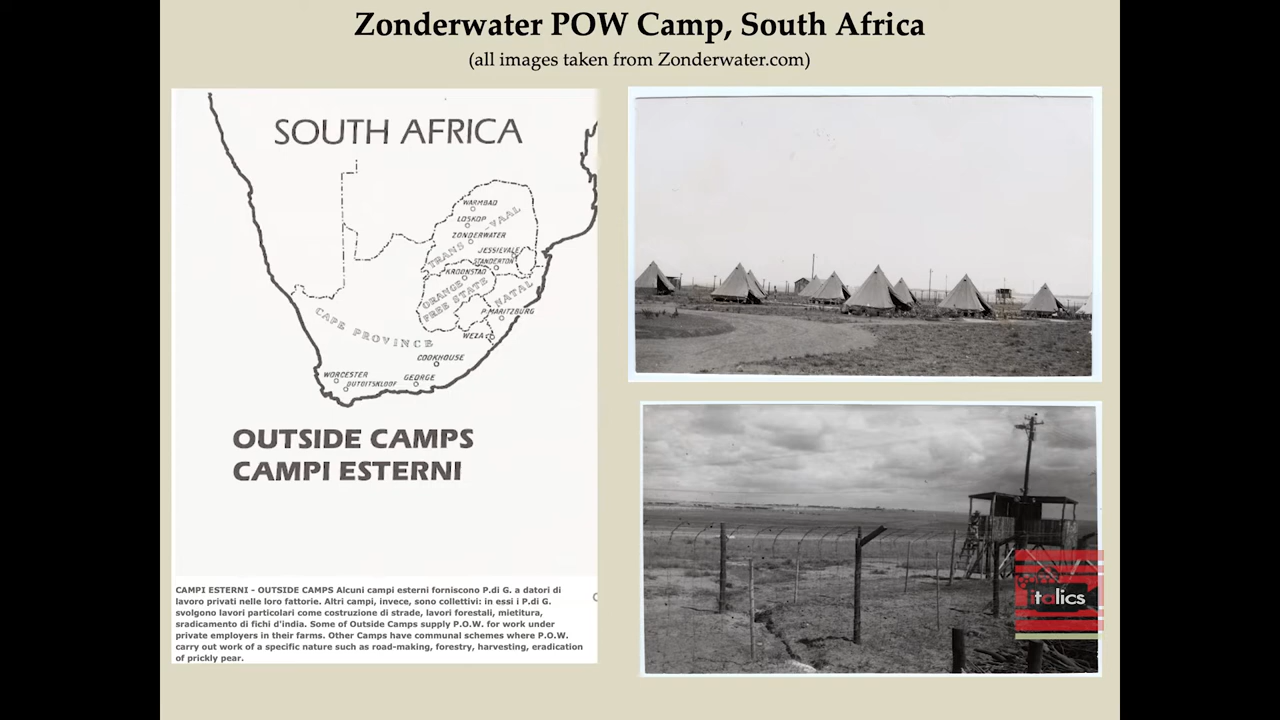 Zonderwater POW Camp, South Africa
(all images taken from Zonderwater.com)
SOUTH AFRICA
WARMBAD
LOSKOP
TRANS-VAAL
ZONDERWATER
JESSIEVALE
STANDERTON
KROONSTAD
ORANGE
FREE STATE
NATAL
P.MARITZBURG
WEZA
CAPE PROVINCE
COOKHOUSE
WORCESTER
GEORGE
DUTOITSKLOOF
OUTSIDE CAMPS
CAMPI ESTERNI
CAMPI ESTERNI - OUTSIDE CAMPS Alcuni campi esterni forniscono P.di G. a datori di
lavoro privati nelle loro fattorie. Altri campi, invece, sono collettivi: in essi i P.di G.
svolgono lavori particolari come costruzione di strade, lavori forestali, mietitura,
sradicamento di fichi d'india. Some of Outside Camps supply P.O.W. for work under
private employers in their farms. Other Camps have communal schemes where P.O.W.
carry out work of a specific nature such as road-making, forestry, harvesting, eradication
of prickly pear.
italics